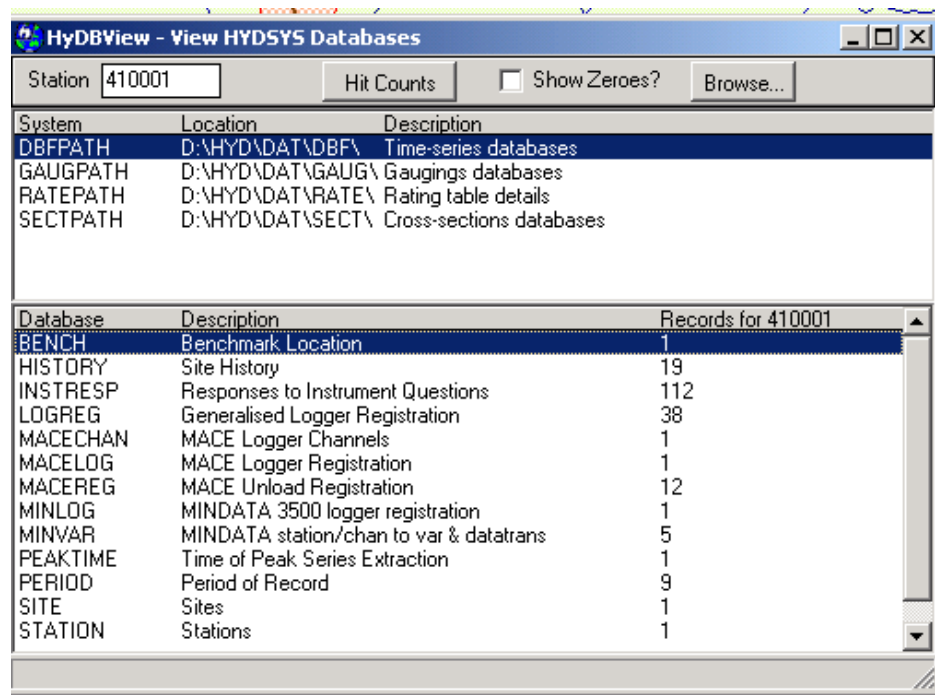 HyDBView - View HYDSYS Databases
Station 410001 Hit Counts Show Zeroes? Browse...
System Location Description
DBFPATH D:\HYD\DAT\DBF\ Time-series databases
GAUGPATH D:\HYD\DAT\GAUG\ Gaugings databases
RATEPATH D:\HYD\DAT\RATE\ Rating table details
SECTPATH D:\HYD\DAT\SECT\ Cross-sections databases
Database Description Records for 410001
BENCH Benchmark Location 1
HISTORY Site History 19
INSTRESP Responses to Instrument Questions 112
LOGREG Generalised Logger Registration 38
MACECHAN MACE Logger Channels 1
MACELOG MACE Logger Registration 1
MACEREG MACE Unload Registration 12
MINLOG MINDATA 3500 logger registration 1
MINVAR MINDATA station/chan to var & datatrans 5
PEAKTIME Time of Peak Series Extraction 1
PERIOD Period of Record 9
SITE Sites 1
STATION Stations 1